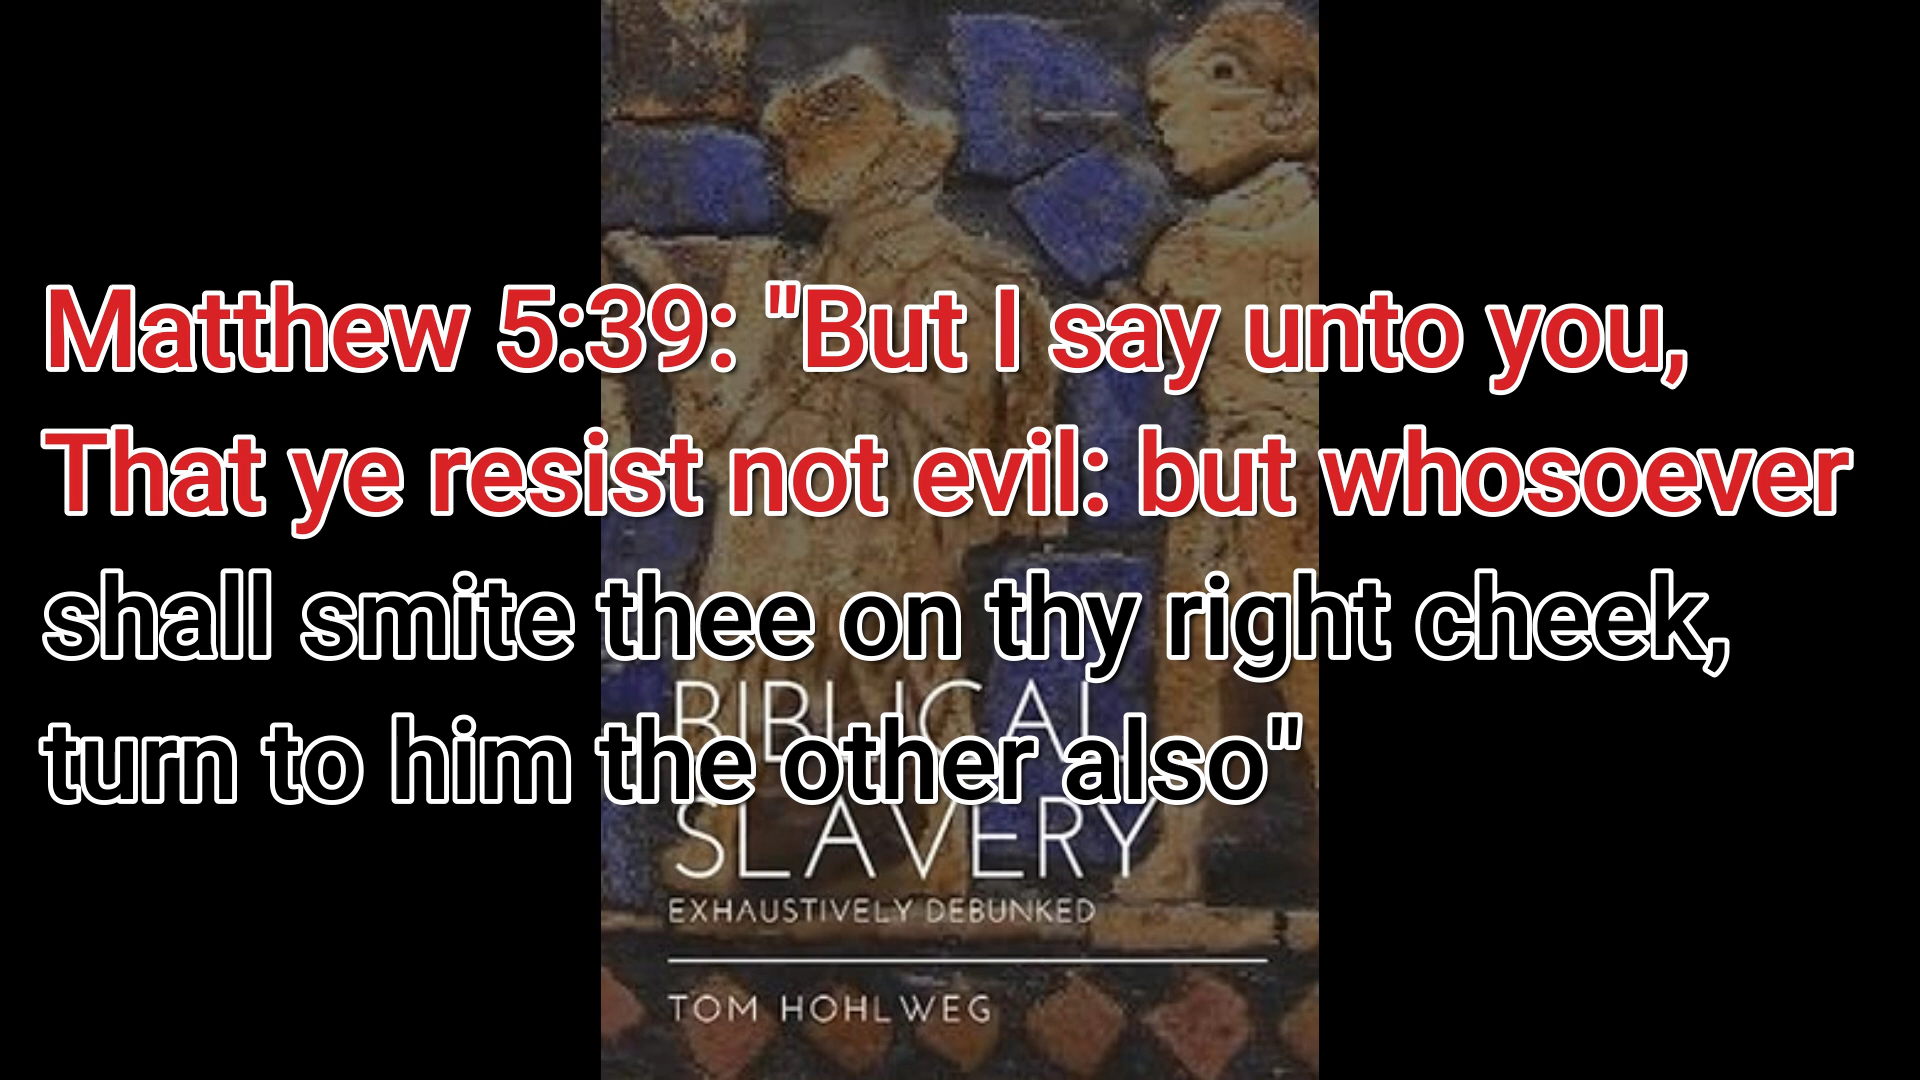 Matthew 5:39: "But I say unto you,
That ye resist not evil: but whosoever
shall smite thee on thy right cheek,
turn to him the other also"
BIBLICAL
SLAVERY
EXHAUSTIVELY DEBUNKED
TOM HOHLWEG